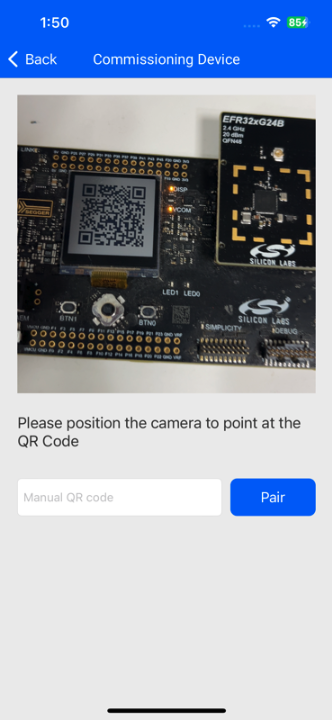 1:50
85
Back
Commissioning Device
EFR32xG24B
2.4 GHz
20 dBm
QFN48
DISP
VCOM
SEGGER
SILICON LABS
LED1 LED0
BTN1
BTN0
SILICON LABS
SIMPLICITY
DEBUG
Please position the camera to point at the
QR Code
Manual QR code
Pair